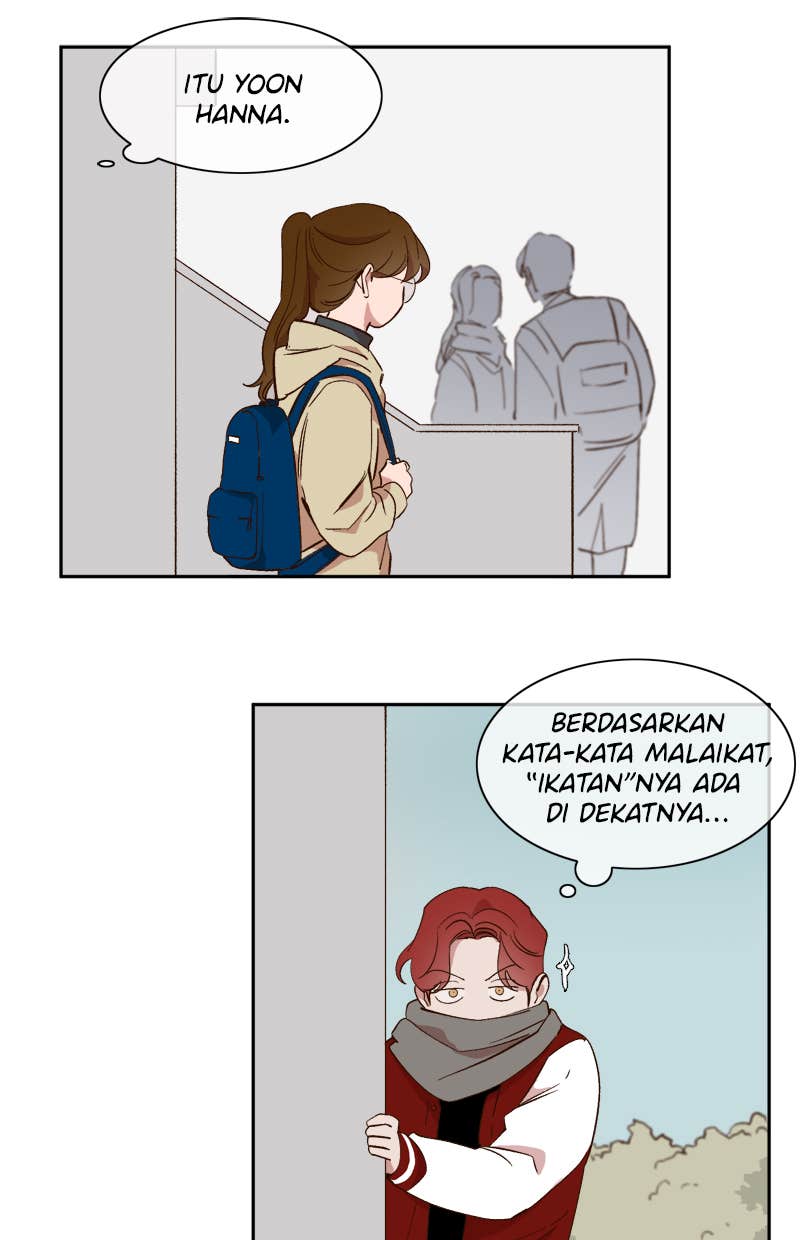 ITU YOON
HANNA.
BERDASARKAN
KATA-KATA MALAIKAT,
"IKATAN"NYA ADA
DI DEKATNYA...